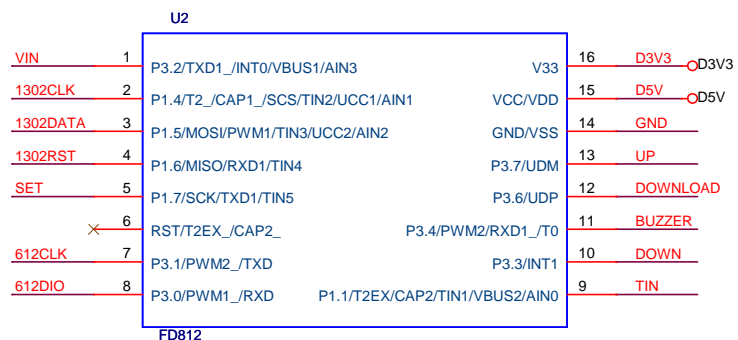 U2
VIN 1 P3.2/TXD1_/INT0/VBUS1/AIN3 V33 16 D3V3 D3V3
1302CLK 2 P1.4/T2_/CAP1_/SCS/TIN2/UCC1/AIN1 VCC/VDD 15 D5V D5V
1302DATA 3 P1.5/MOSI/PWM1/TIN3/UCC2/AIN2 GND/VSS 14 GND
1302RST 4 P1.6/MISO/RXD1/TIN4 P3.7/UDM 13 UP
SET 5 P1.7/SCK/TXD1/TIN5 P3.6/UDP 12 DOWNLOAD
6 RST/T2EX_/CAP2_ P3.4/PWM2/RXD1_/T0 11 BUZZER
612CLK 7 P3.1/PWM2_/TXD P3.3/INT1 10 DOWN
612DIO 8 P3.0/PWM1_/RXD P1.1/T2EX/CAP2/TIN1/VBUS2/AIN0 9 TIN
FD812